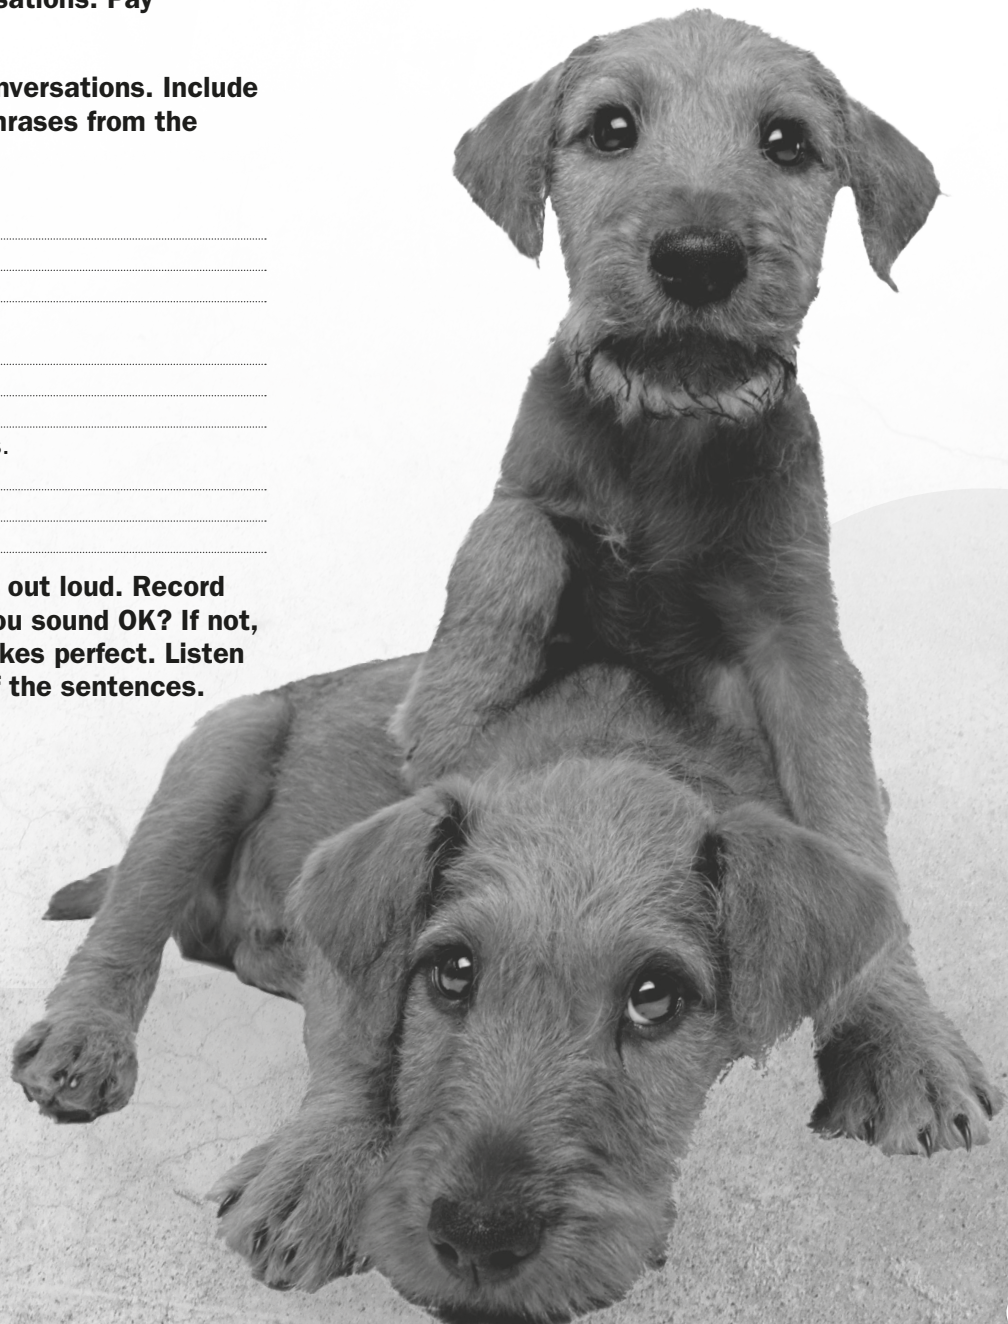 sations. Pay
nversations. Include
hrases from the
s.
out loud. Record
ou sound OK? If not,
kes perfect. Listen
f the sentences.